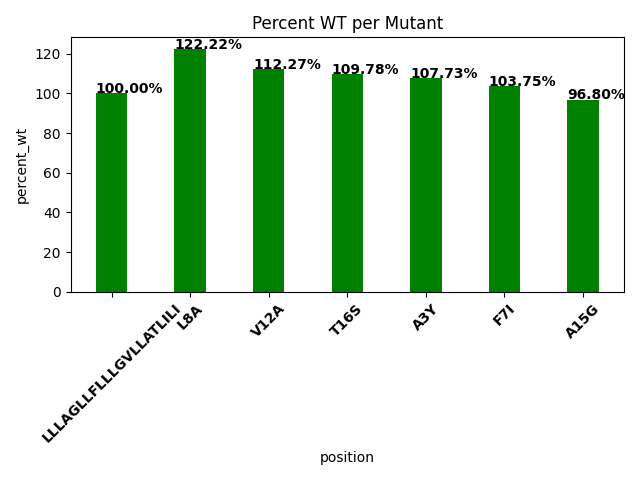 Percent WT per Mutant
percent_wt
120
100
80
60
40
20
0
100.00%
122.22%
112.27%
109.78%
107.73%
103.75%
96.80%
LLLAGLLFLLLGVLLATLILI
L8A
V12A
T16S
A3Y
F7I
A15G
position